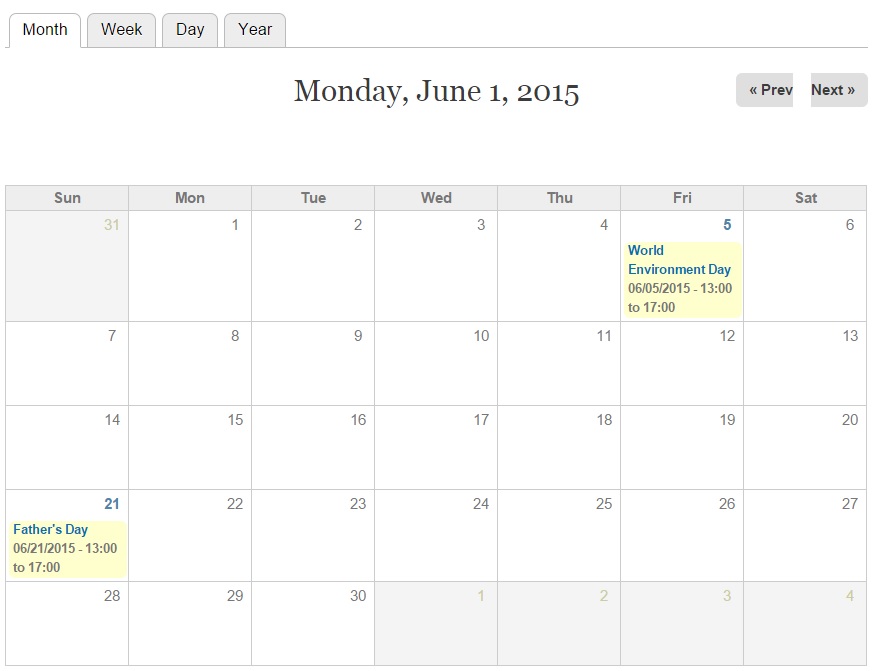 Month Week Day Year
Monday, June 1, 2015
« Prev Next »
Sun Mon Tue Wed Thu Fri Sat
31 1 2 3 4 5 6
World
Environment Day
06/05/2015 - 13:00
to 17:00
7 8 9 10 11 12 13
14 15 16 17 18 19 20
21 22 23 24 25 26 27
Father's Day
06/21/2015 - 13:00
to 17:00
28 29 30 1 2 3 4